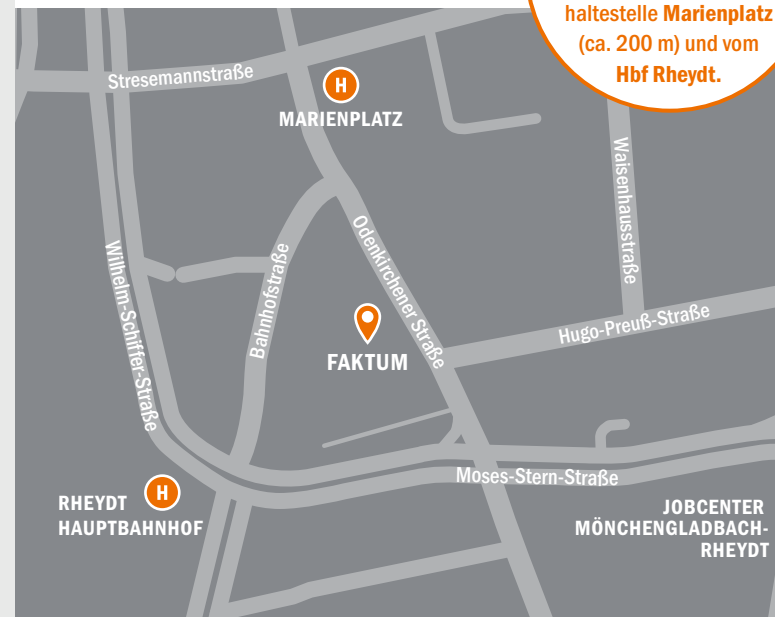 haltestelle Marienplatz
(ca. 200 m) und vom
Hbf Rheydt.
Stresemannstraße
H
MARIENPLATZ
Waisenhausstraße
Odenkirchener Straße
Wilhelm-Schiffer-Straße
Bahnhofstraße
Hugo-Preuß-Straße
FAKTUM
Moses-Stern-Straße
H
RHEYDT
HAUPTBAHNHOF
JOBCENTER
MÖNCHENGLADBACH-
RHEYDT